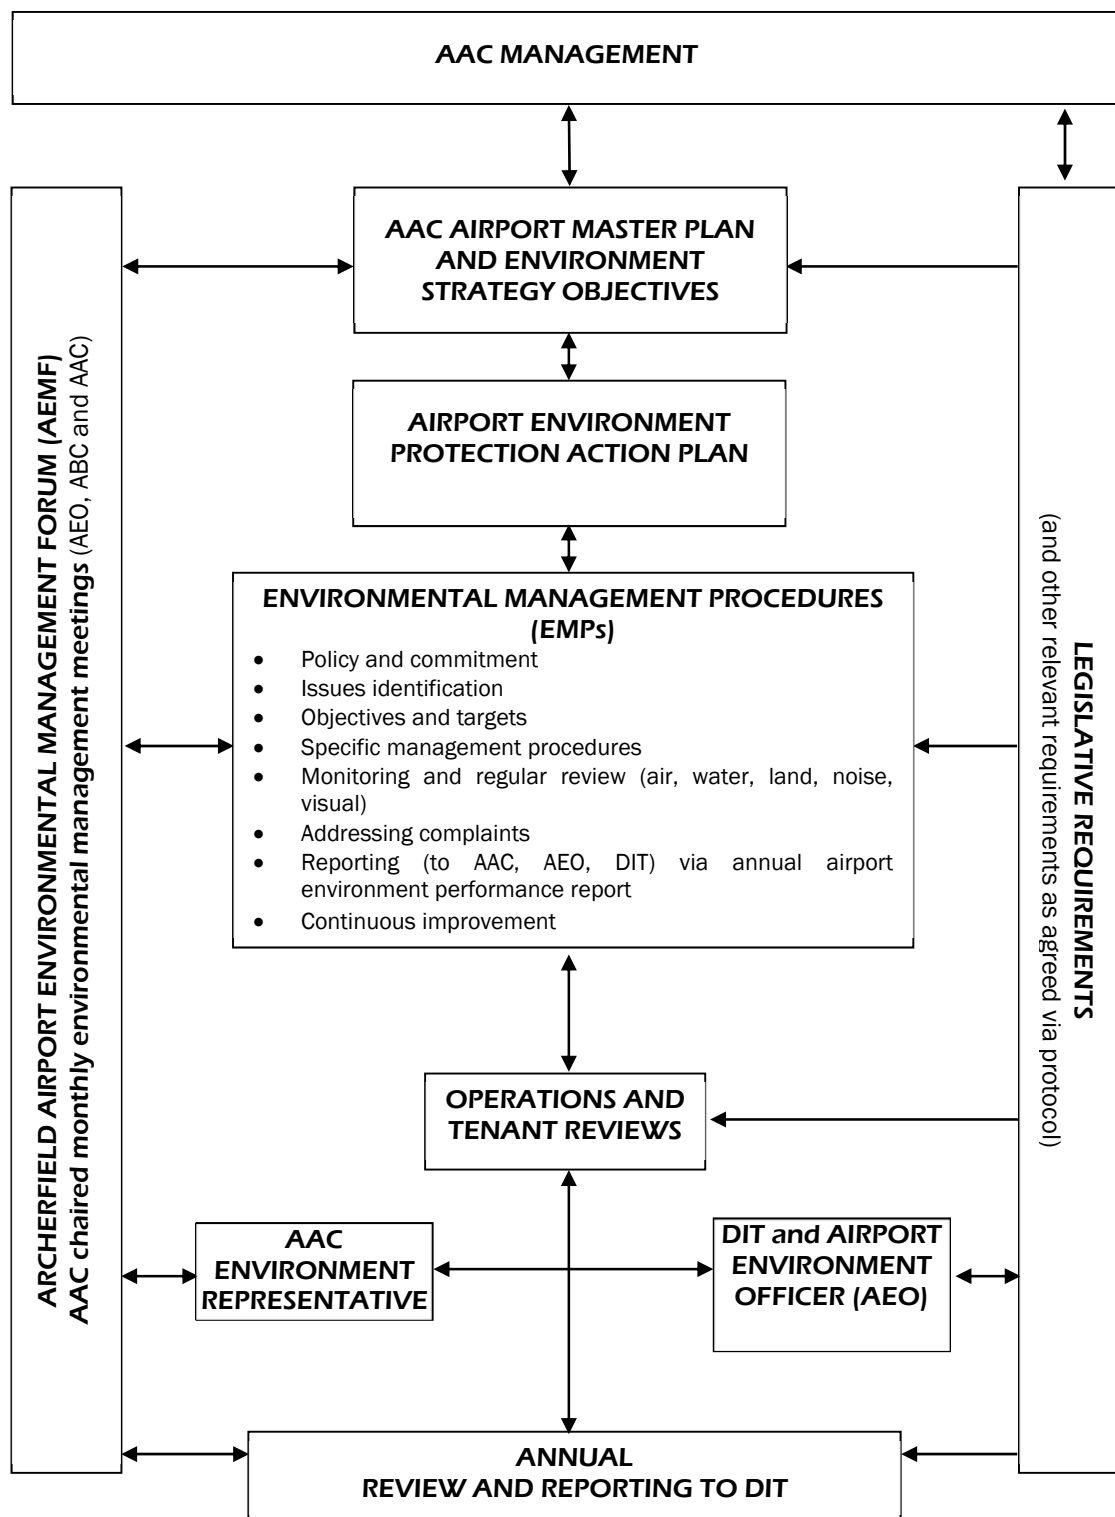 AAC MANAGEMENT
AAC AIRPORT MASTER PLAN
AND ENVIRONMENT
STRATEGY OBJECTIVES
AIRPORT ENVIRONMENT
PROTECTION ACTION PLAN
ARCHERFIELD AIRPORT ENVIRONMENTAL MANAGEMENT FORUM (AEMF)
AAC chaired monthly environmental management meetings (AEO, ABC and AAC)
ENVIRONMENTAL MANAGEMENT PROCEDURES
(EMPs)
• Policy and commitment
• Issues identification
• Objectives and targets
• Specific management procedures
• Monitoring and regular review (air, water, land, noise,
visual)
• Addressing complaints
• Reporting (to AAC, AEO, DIT) via annual airport
environment performance report
• Continuous improvement
LEGISLATIVE REQUIREMENTS
(and other relevant requirements as agreed via protocol)
OPERATIONS AND
TENANT REVIEWS
AAC
ENVIRONMENT
REPRESENTATIVE
DIT and AIRPORT
ENVIRONMENT
OFFICER (AEO)
ANNUAL
REVIEW AND REPORTING TO DIT